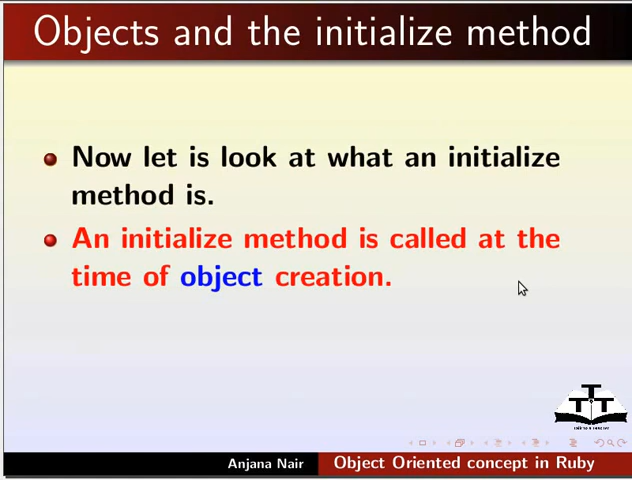 Objects and the initialize method
Now let is look at what an initialize
method is.
An initialize method is called at the
time of object creation.
TTT
Anjana Nair
Object Oriented concept in Ruby